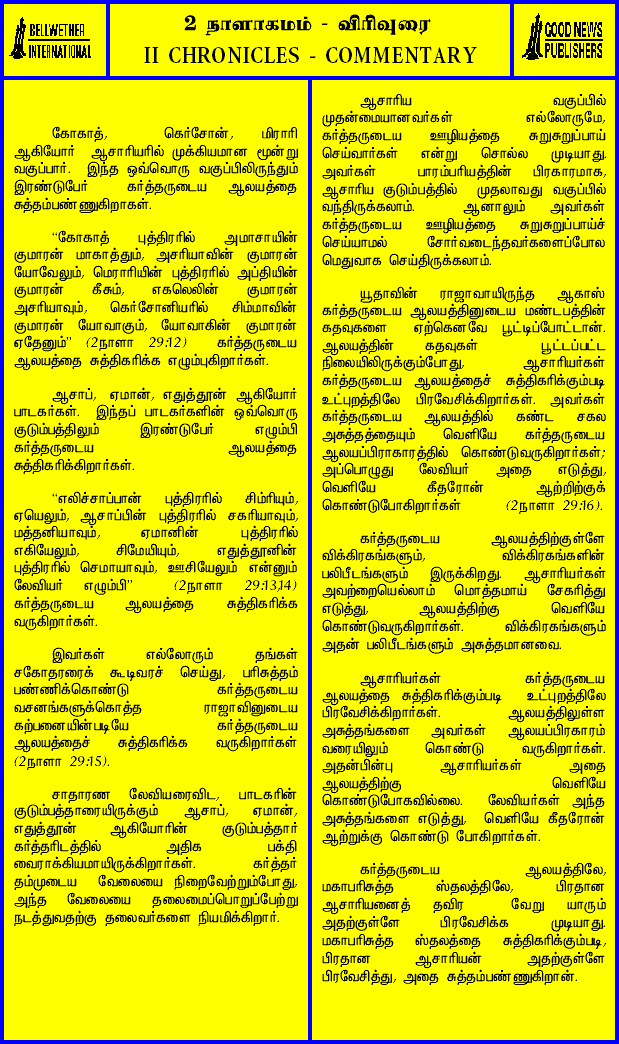 BELLWETHER
INTERNATIONAL
2 நாளாகமம் - விரிவுரை
II CHRONICLES - COMMENTARY
GOOD NEWS
PUBLISHERS
கோகாத், கெர்சோன், மிராரி
ஆகியோர் ஆசாரியரில் முக்கியமான மூன்று
வகுப்பார். இந்த ஒவ்வொரு வகுப்பிலிருந்தும்
இரண்டுபேர் கர்த்தருடைய ஆலயத்தை
சுத்தம்பண்ணுகிறாகள்.
“கோகாத் புத்திரரில் அமாசாயின்
குமாரன் மாகாத்தும், அசரியாவின் குமாரன்
யோவேலும், மெராரியின் புத்திரரில் அப்தியின்
குமாரன் கீசும், எகலெலின் குமாரன்
அசரியாவும், கெர்சோனியரில் சிம்மாவின்
குமாரன் யோவாகும், யோவாகின் குமாரன்
ஏதேனும்” (2நாளா 29:12) கர்த்தருடைய
ஆலயத்தை சுத்திகரிக்க எழும்புகிறார்கள்.
ஆசாப், ஏமான், எதுத்தூன் ஆகியோர்
பாடகர்கள். இந்தப் பாடகர்களின் ஒவ்வொரு
குடும்பத்திலும் இரண்டுபேர் எழும்பி
கர்த்தருடைய ஆலயத்தை
சுத்திகரிக்கிறார்கள்.
“எலிச்சாப்பான் புத்திரரில் சிம்ரியும்,
ஏயெலும், ஆசாப்பின் புத்திரரில் சகரியாவும்,
மத்தனியாவும், ஏமானின் புத்திரரில்
எகியேலும், சிமேயியும், எதுத்தூனின்
புத்திரரில் செமாயாவும், ஊசியேலும் என்னும்
லேவியர் எழும்பி” (2நாளா 29:13,14)
கர்த்தருடைய ஆலயத்தை சுத்திகரிக்க
வருகிறார்கள்.
இவர்கள் எல்லோரும் தங்கள்
சகோதரரைக் கூடிவரச் செய்து, பரிசுத்தம்
பண்ணிக்கொண்டு கர்த்தருடைய
வசனங்களுக்கொத்த ராஜாவினுடைய
கற்பனையின்படியே கர்த்தருடைய
ஆலயத்தைச் சுத்திகரிக்க வருகிறார்கள்
(2நாளா 29:15).
சாதாரண லேவியரைவிட, பாடகரின்
குடும்பத்தாரையிருக்கும் ஆசாப், ஏமான்,
எதுத்தூன் ஆகியோரின் குடும்பத்தார்
கர்த்தரிடத்தில் அதிக பக்தி
வைராக்கியமாயிருக்கிறார்கள். கர்த்தர்
தம்முடைய வேலையை நிறைவேற்றும்போது,
அந்த வேலையை தலைமைப்பொறுப்பேற்று
நடத்துவதற்கு தலைவர்களை நியமிக்கிறார்.
ஆசாரிய வகுப்பில்
முதன்மையானவர்கள் எல்லோருமே,
கர்த்தருடைய ஊழியத்தை சுறுசுறுப்பாய்
செய்வார்கள் என்று சொல்ல முடியாது.
அவர்கள் பாரம்பரியத்தின் பிரகாரமாக,
ஆசாரிய குடும்பத்தில் முதலாவது வகுப்பில்
வந்திருக்கலாம். ஆனாலும் அவர்கள்
கர்த்தருடைய ஊழியத்தை சுறுசுறுப்பாய்ச்
செய்யாமல் சோர்வடைந்தவர்களைப்போல
மெதுவாக செய்திருக்கலாம்.
யூதாவின் ராஜாவாயிருந்த ஆகாஸ்
கர்த்தருடைய ஆலயத்தினுடைய மண்டபத்தின்
கதவுகளை ஏற்கெனவே பூட்டிப்போட்டான்.
ஆலயத்தின் கதவுகள் பூட்டப்பட்ட
நிலையிலிருக்கும்போது, ஆசாரியர்கள்
கர்த்தருடைய ஆலயத்தைச் சுத்திகரிக்கும்படி
உட்புறத்திலே பிரவேசிக்கிறார்கள். அவர்கள்
கர்த்தருடைய ஆலயத்தில் கண்ட சகல
அசுத்தத்தையும் வெளியே கர்த்தருடைய
ஆலயப்பிராகாரத்தில் கொண்டுவருகிறார்கள்;
அப்பொழுது லேவியர் அதை எடுத்து,
வெளியே கீதரோன் ஆற்றிற்குக்
கொண்டுபோகிறார்கள் (2நாளா 29:16).
கர்த்தருடைய ஆலயத்திற்குள்ளே
விக்கிரகங்களும், விக்கிரகங்களின்
பலிபீடங்களும் இருக்கிறது. ஆசாரியர்கள்
அவற்றையெல்லாம் மொத்தமாய் சேகரித்து
எடுத்து, ஆலயத்திற்கு வெளியே
கொண்டுவருகிறார்கள். விக்கிரகங்களும்
அதன் பலிபீடங்களும் அசுத்தமானவை.
ஆசாரியர்கள் கர்த்தருடைய
ஆலயத்தை சுத்திகரிக்கும்படி உட்புறத்திலே
பிரவேசிக்கிறார்கள். ஆலயத்திலுள்ள
அசுத்தங்களை அவர்கள் ஆலயப்பிரகாரம்
வரையிலும் கொண்டு வருகிறார்கள்.
அதன்பின்பு ஆசாரியர்கள் அதை
ஆலயத்திற்கு வெளியே
கொண்டுபோகவில்லை. லேவியர்கள் அந்த
அசுத்தங்களை எடுத்து, வெளியே கீதரோன்
ஆற்றுக்கு கொண்டு போகிறார்கள்.
கர்த்தருடைய ஆலயத்திலே,
மகாபரிசுத்த ஸ்தலத்திலே, பிரதான
ஆசாரியனைத் தவிர வேறு யாரும்
அதற்குள்ளே பிரவேசிக்க முடியாது.
மகாபரிசுத்த ஸ்தலத்தை சுத்திகரிக்கும்படி,
பிரதான ஆசாரியன் அதற்குள்ளே
பிரவேசித்து, அதை சுத்தம்பண்ணுகிறான்.